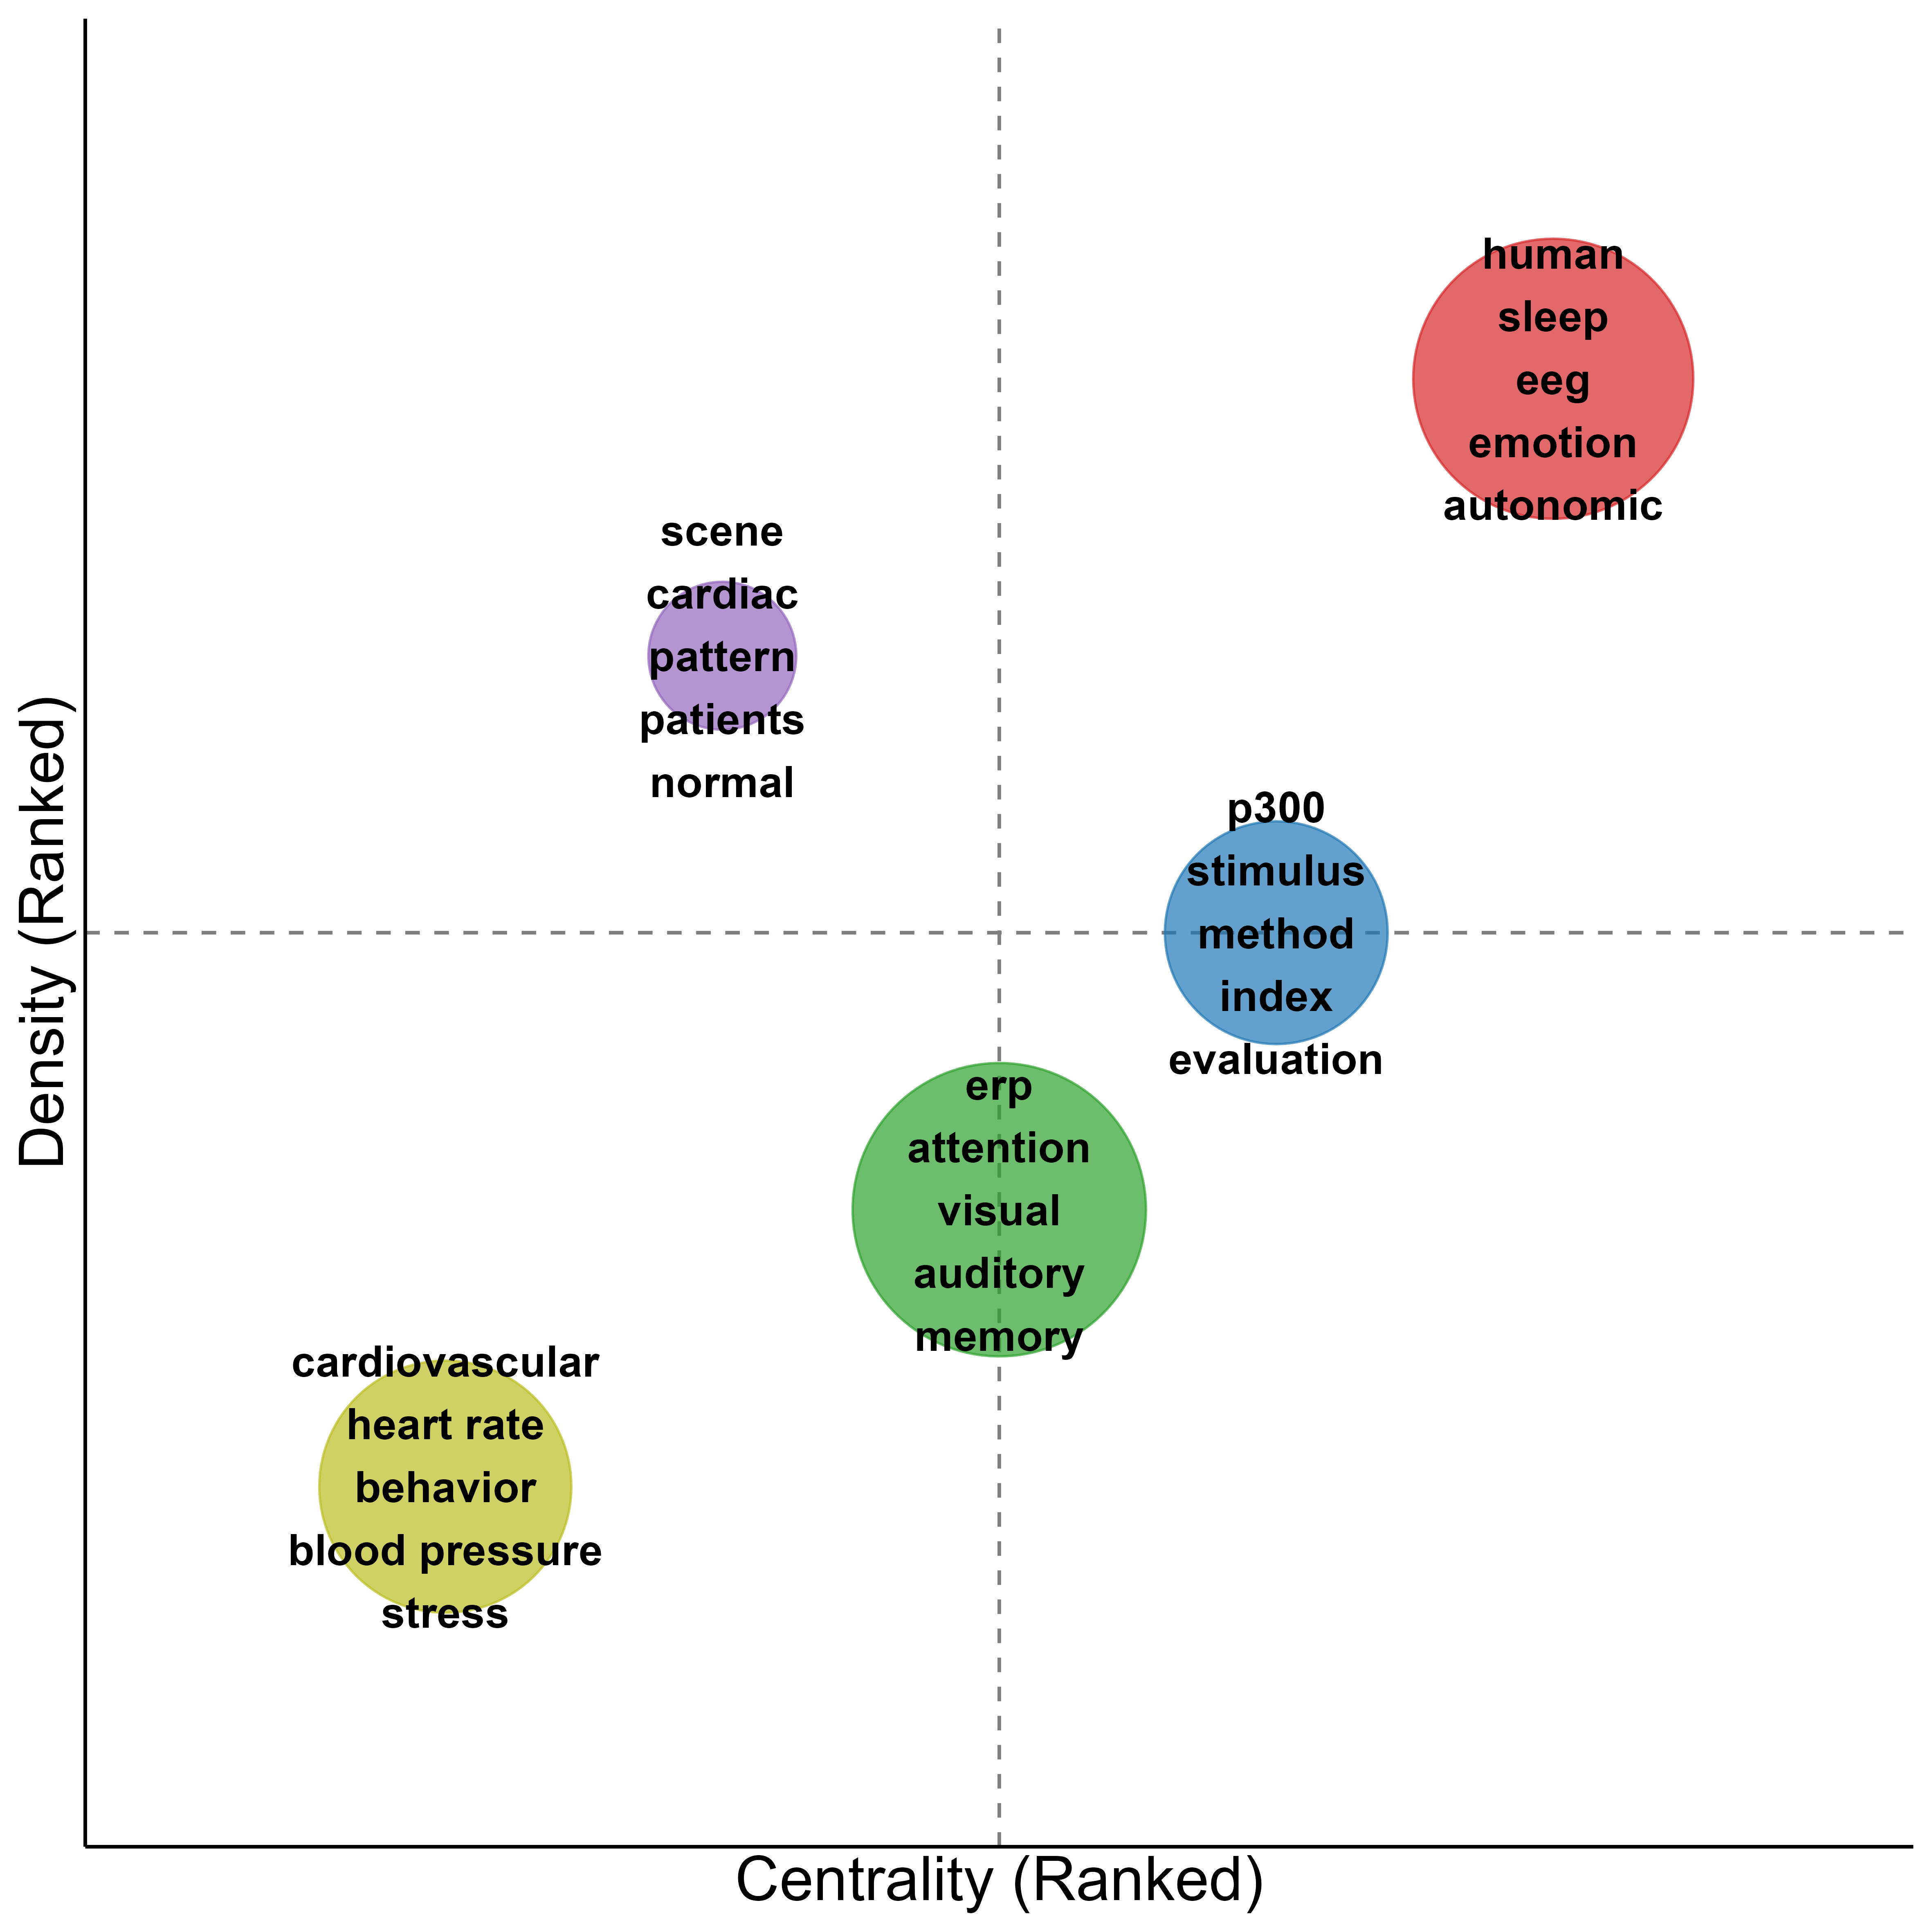 human
sleep
eeg
emotion
autonomic
scene
cardiac
pattern
patients
normal
p300
stimulus
method
index
evaluation
erp
attention
visual
auditory
memory
cardiovascular
heart rate
behavior
blood pressure
stress
Density (Ranked)
Centrality (Ranked)